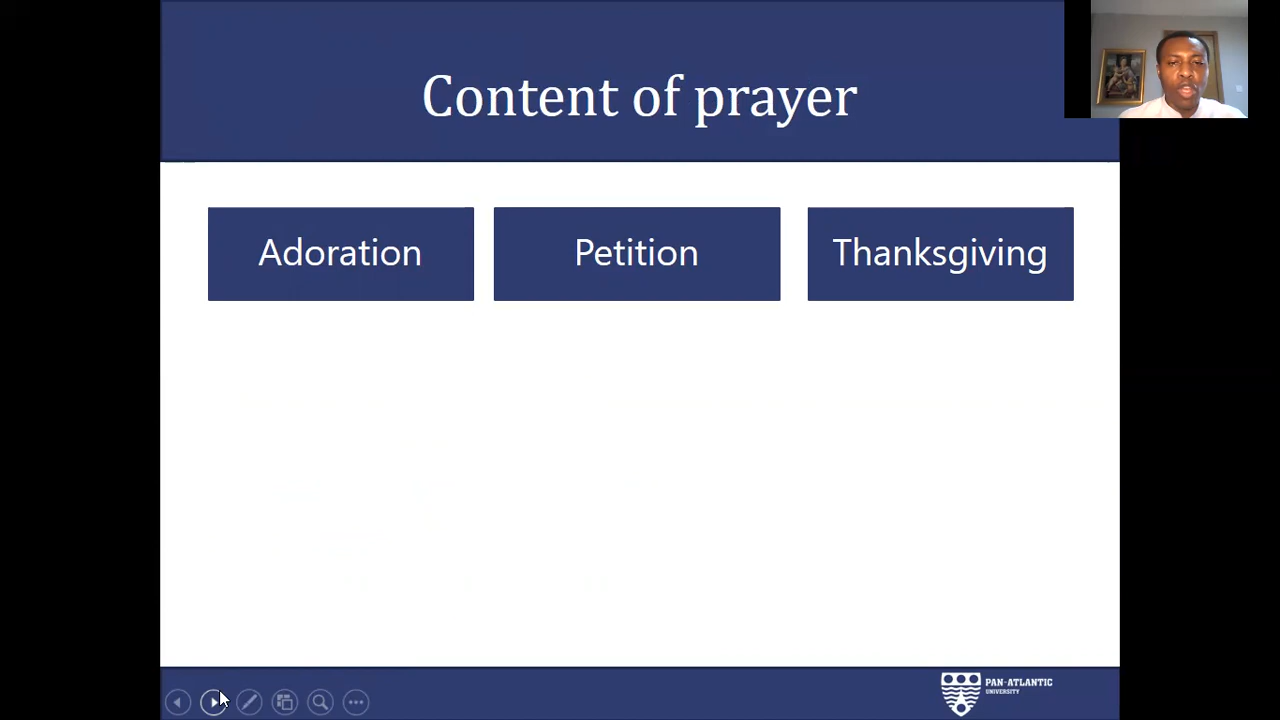 Content of prayer
Adoration
Petition
Thanksgiving
PAN-ATLANTIC
UNIVERSITY